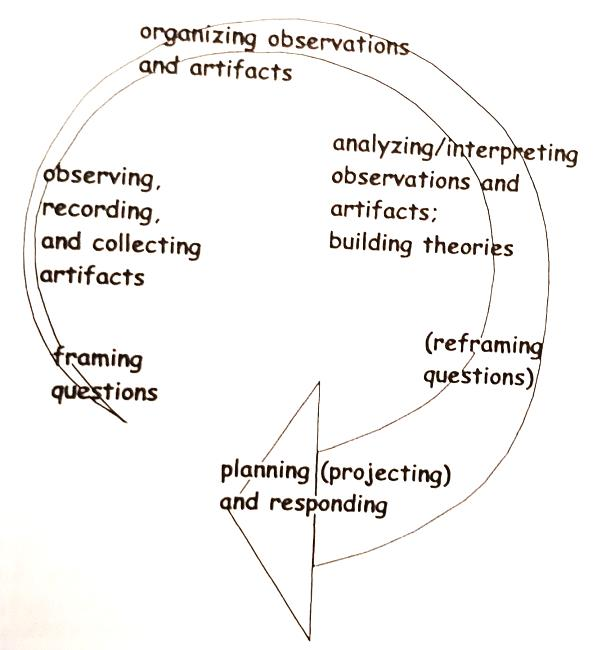 organizing observations
and artifacts
analyzing/interpreting
observations and
artifacts;
building theories
observing,
recording,
and collecting
artifacts
(reframing
questions)
framing
questions
planning (projecting)
and responding